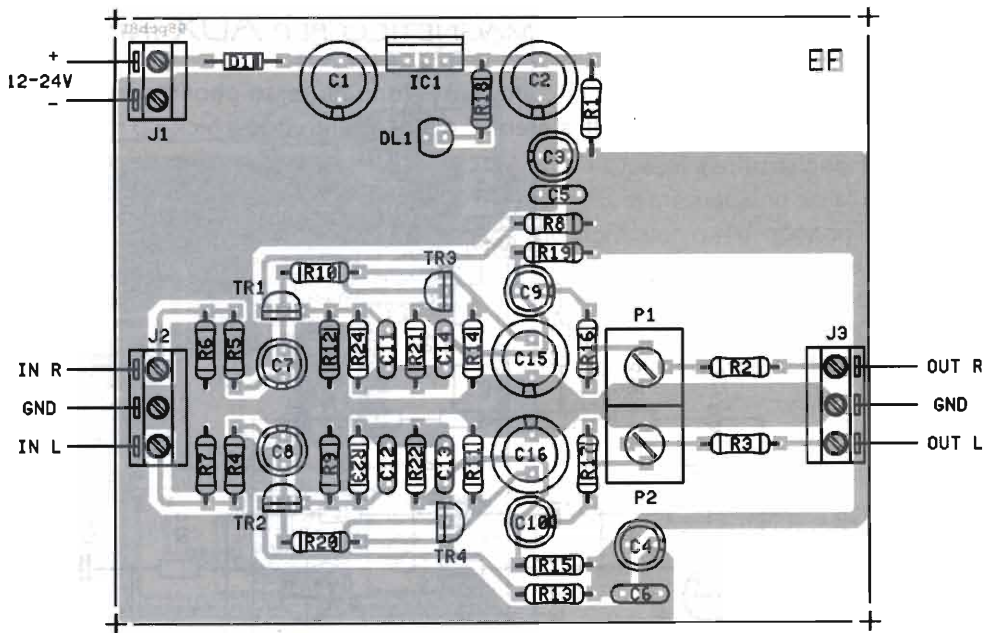 +
12-24V
-
J1
D1
C1
IC1
R18
C2
R1
DL1
C3
C5
R8
R19
R10
TR3
TR1
C9
P1
J2
J3
R6
R5
C7
R12
R24
C11
R21
C14
R14
C15
R16
IN R
R2
OUT R
GND
GND
IN L
R3
OUT L
R7
R4
C8
R9
R23
C12
R22
C13
R11
C16
R17
P2
TR2
R20
TR4
C10
C4
R15
R13
C6